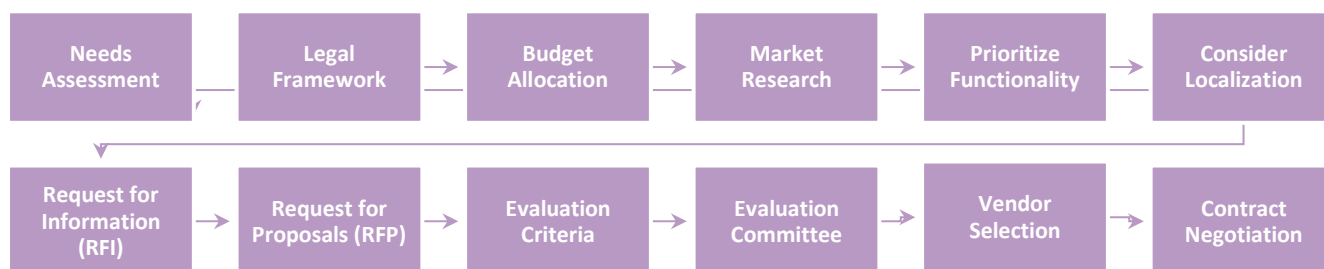 Needs
Assessment
Legal
Framework
Budget
Allocation
Market
Research
Prioritize
Functionality
Consider
Localization
Request for
Information
(RFI)
Request for
Proposals (RFP)
Evaluation
Criteria
Evaluation
Committee
Vendor
Selection
Contract
Negotiation